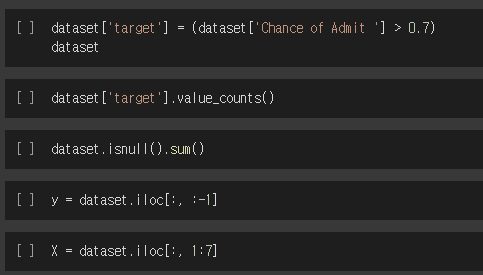 [ ] dataset['target'] = (dataset['Chance of Admit '] > 0.7)
dataset
[ ] dataset['target'].value_counts()
[ ] dataset.isnull().sum()
[ ] y = dataset.iloc[:, :-1]
[ ] X = dataset.iloc[:, 1:7]